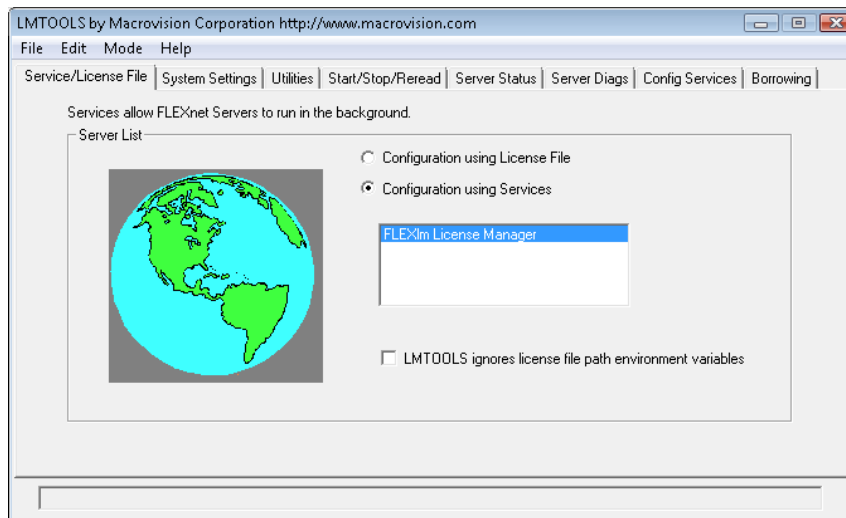 LMTOOLS by Macrovision Corporation http://www.macrovision.com
File Edit Mode Help
Service/License File System Settings Utilities Start/Stop/Reread Server Status Server Diags Config Services Borrowing
Services allow FLEXnet Servers to run in the background.
Server List
Configuration using License File
Configuration using Services
FLEXlm License Manager
LMTOOLS ignores license file path environment variables